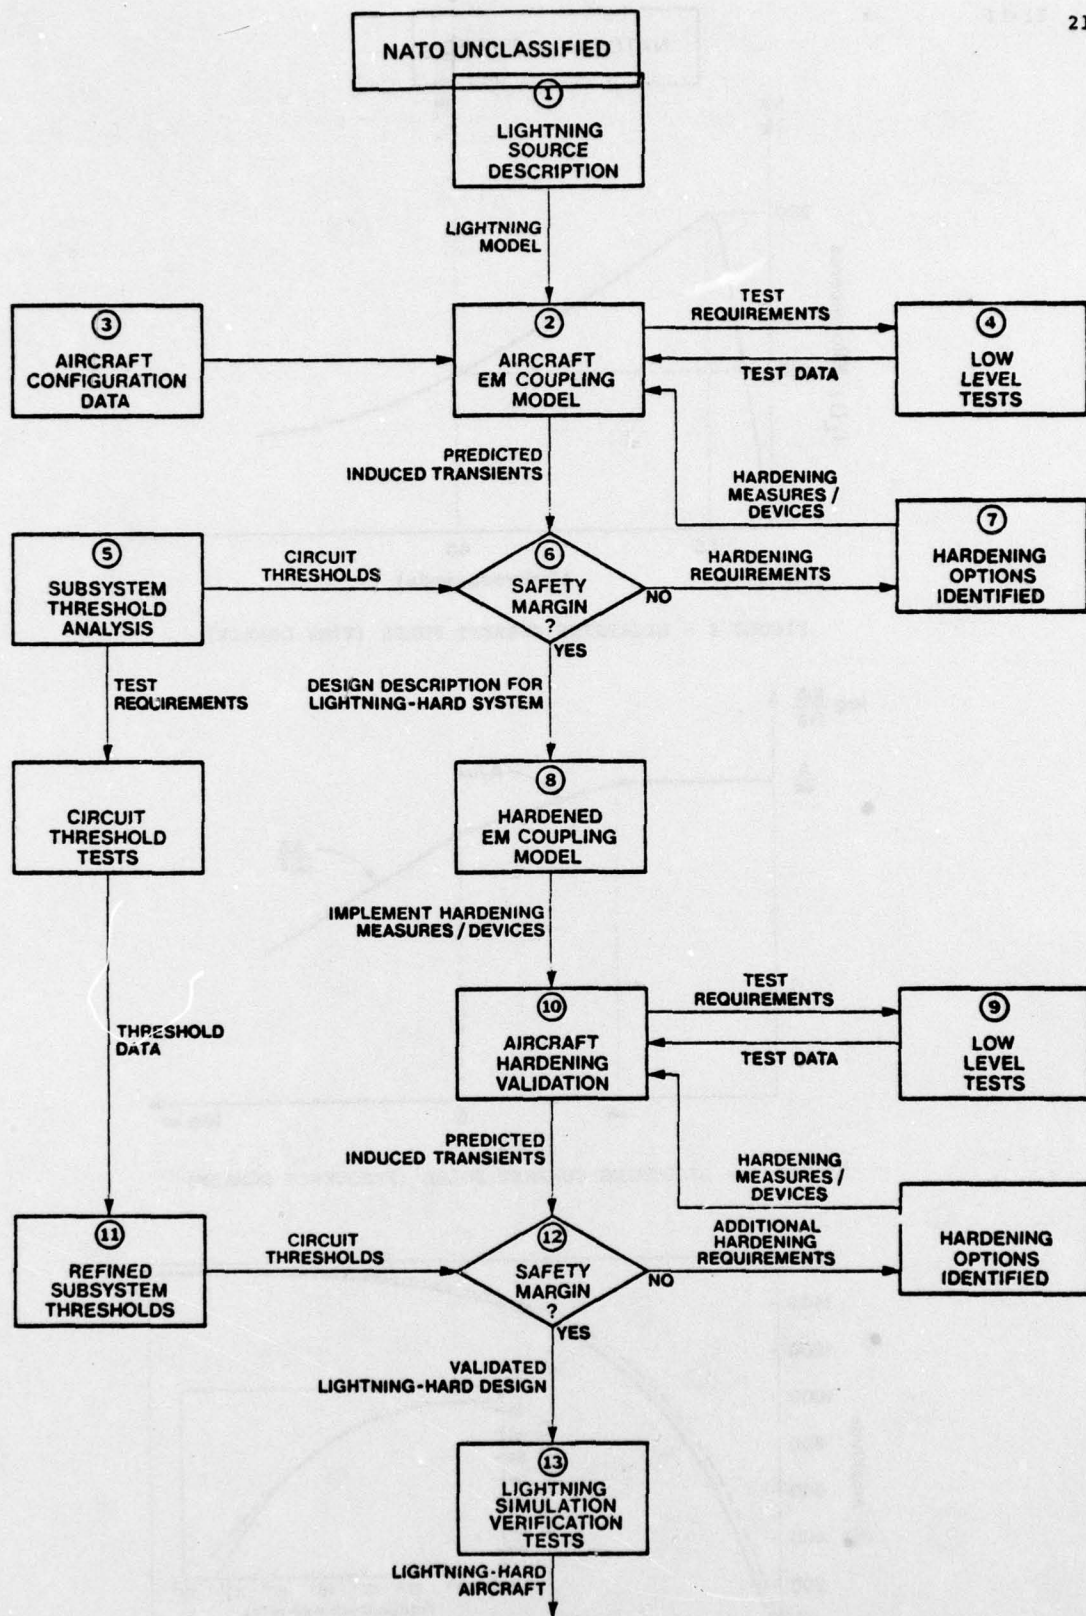 21
NATO UNCLASSIFIED
1
LIGHTNING
SOURCE
DESCRIPTION
LIGHTNING
MODEL
3
AIRCRAFT
CONFIGURATION
DATA
2
AIRCRAFT
EM COUPLING
MODEL
TEST
REQUIREMENTS
TEST DATA
4
LOW
LEVEL
TESTS
PREDICTED
INDUCED TRANSIENTS
HARDENING
MEASURES /
DEVICES
5
SUBSYSTEM
THRESHOLD
ANALYSIS
CIRCUIT
THRESHOLDS
6
SAFETY
MARGIN
?
NO
YES
HARDENING
REQUIREMENTS
7
HARDENING
OPTIONS
IDENTIFIED
TEST
REQUIREMENTS
DESIGN DESCRIPTION FOR
LIGHTNING-HARD SYSTEM
CIRCUIT
THRESHOLD
TESTS
8
HARDENED
EM COUPLING
MODEL
IMPLEMENT HARDENING
MEASURES / DEVICES
THRESHOLD
DATA
10
AIRCRAFT
HARDENING
VALIDATION
TEST
REQUIREMENTS
TEST DATA
9
LOW
LEVEL
TESTS
PREDICTED
INDUCED TRANSIENTS
HARDENING
MEASURES /
DEVICES
11
REFINED
SUBSYSTEM
THRESHOLDS
CIRCUIT
THRESHOLDS
12
SAFETY
MARGIN
?
NO
YES
ADDITIONAL
HARDENING
REQUIREMENTS
HARDENING
OPTIONS
IDENTIFIED
VALIDATED
LIGHTNING-HARD DESIGN
13
LIGHTNING
SIMULATION
VERIFICATION
TESTS
LIGHTNING-HARD
AIRCRAFT